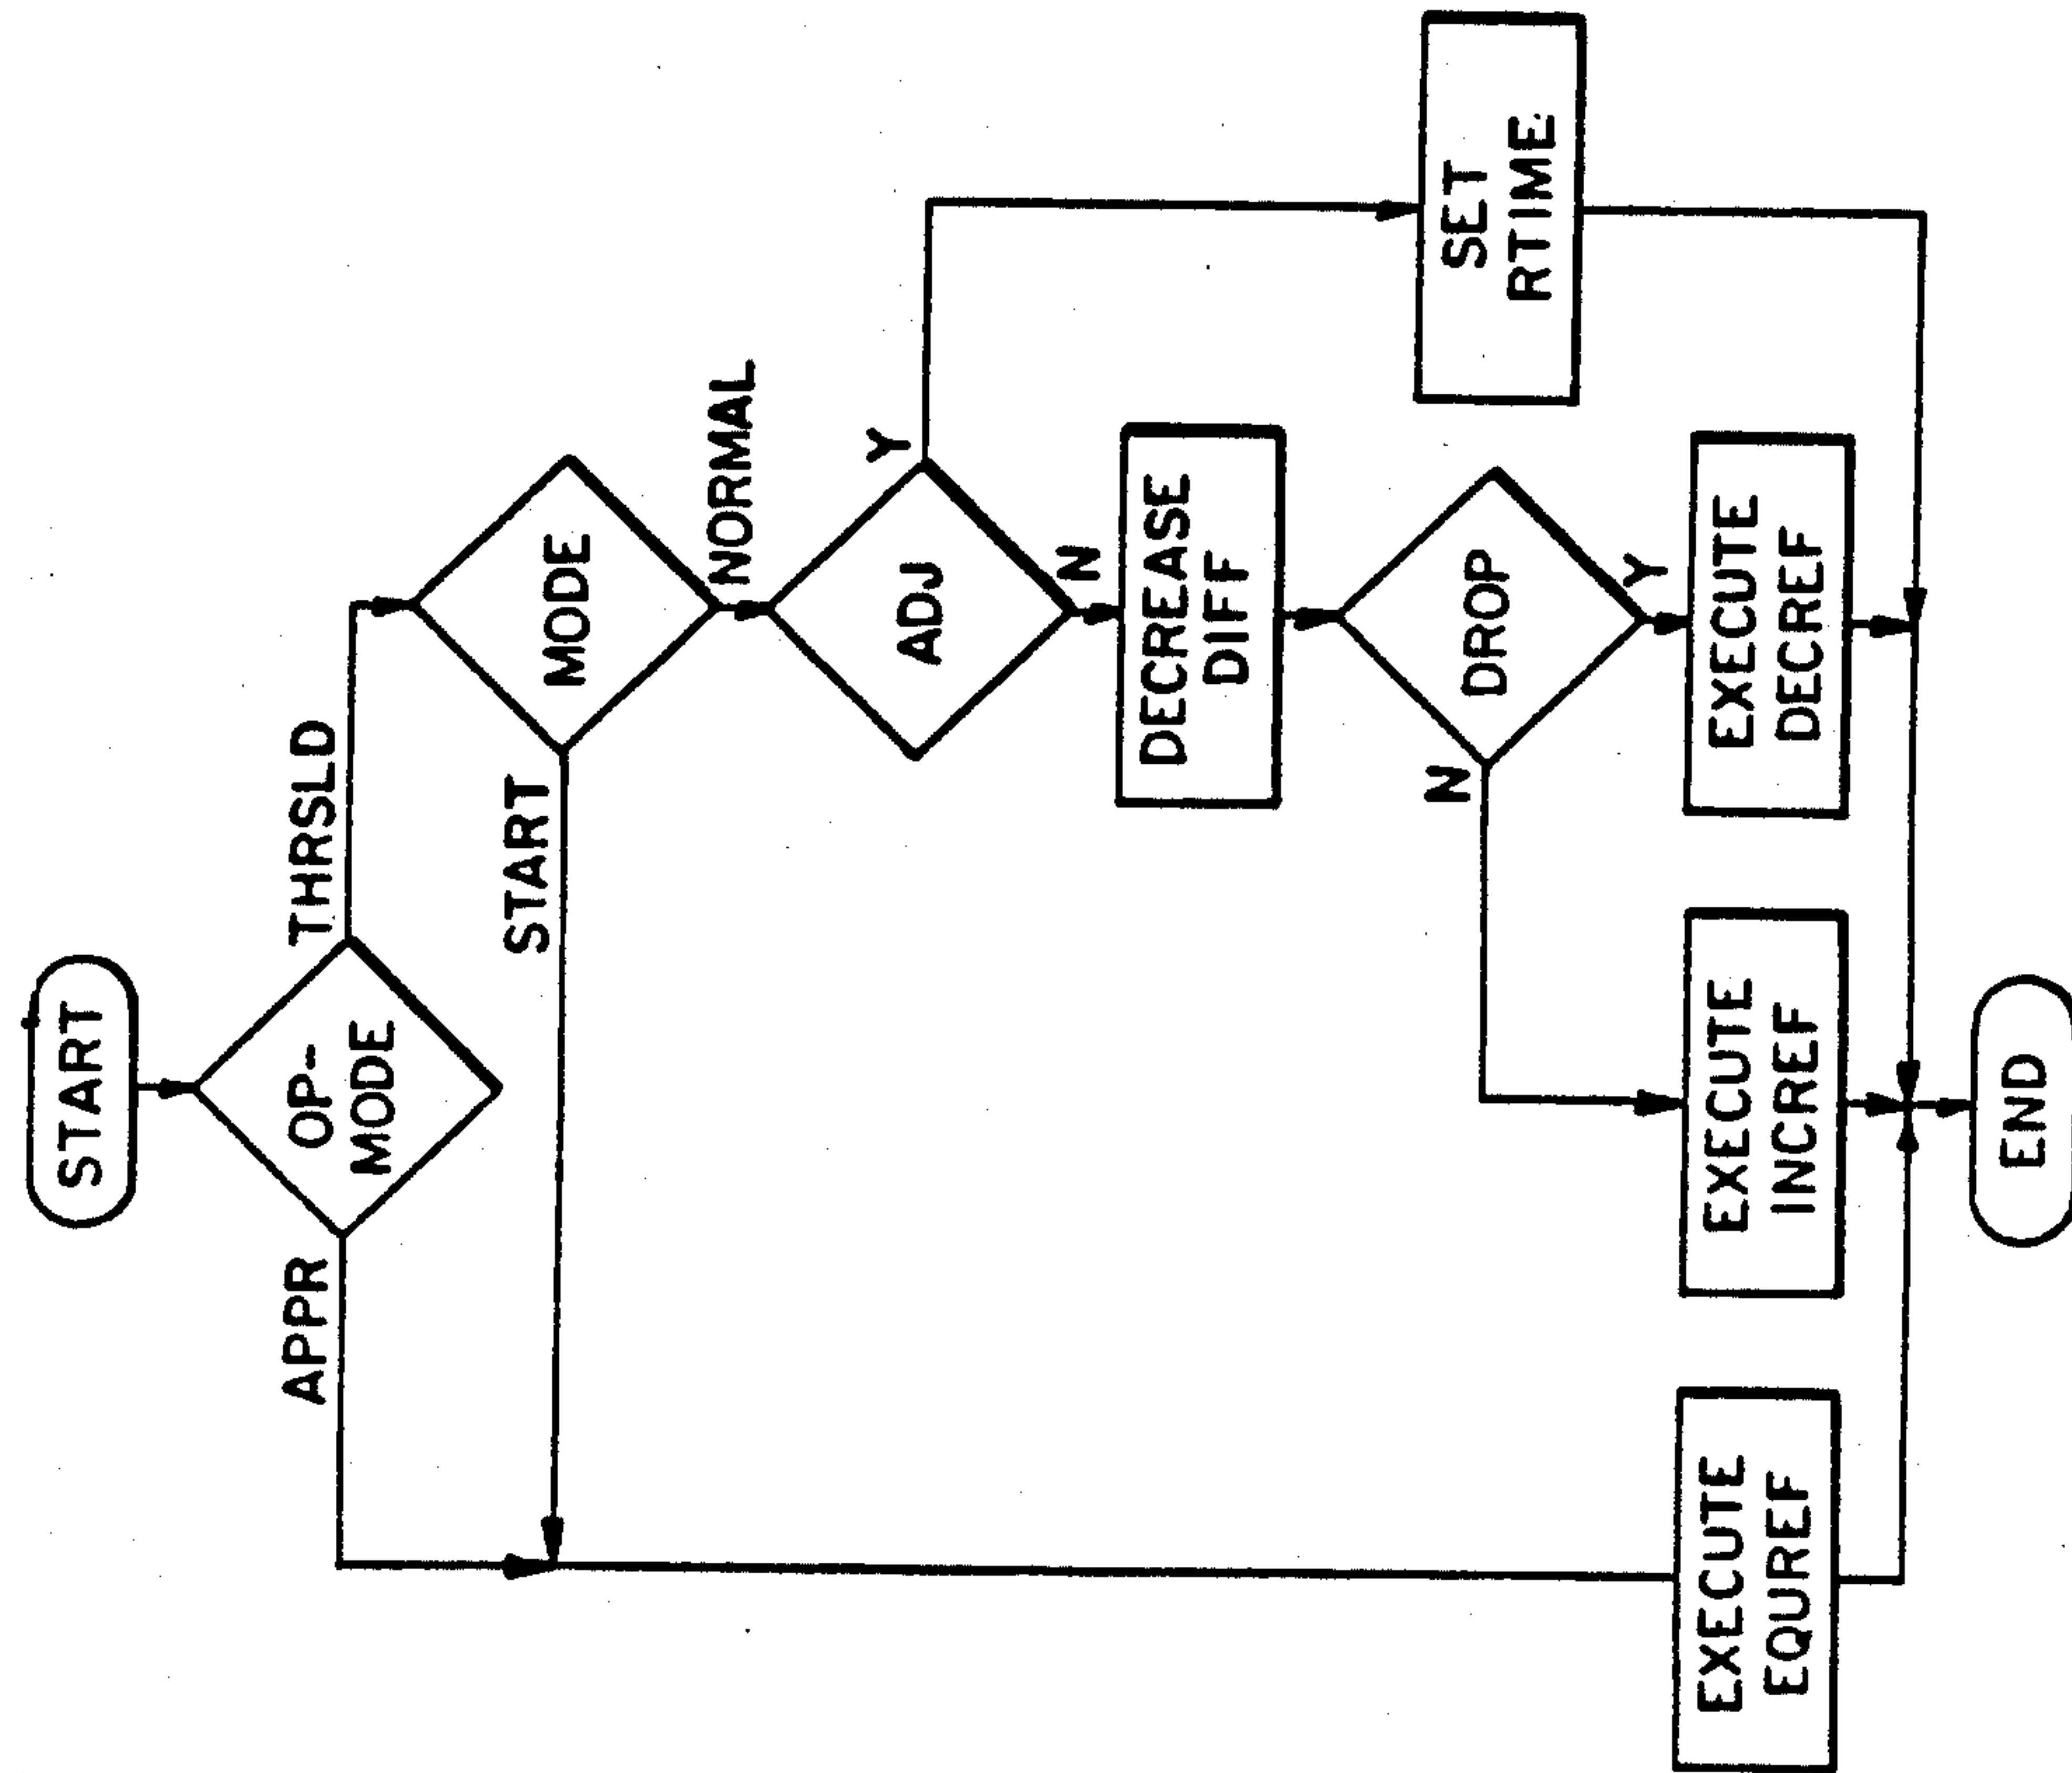 START
OP-
MODE
APPR
THRSLD
MODE
START
NORMAL
ADJ
Y
N
DECREASE
DIFF
DROP
N
Y
SET
RTIME
EXECUTE
EQUREF
EXECUTE
INCREF
EXECUTE
DECREF
END